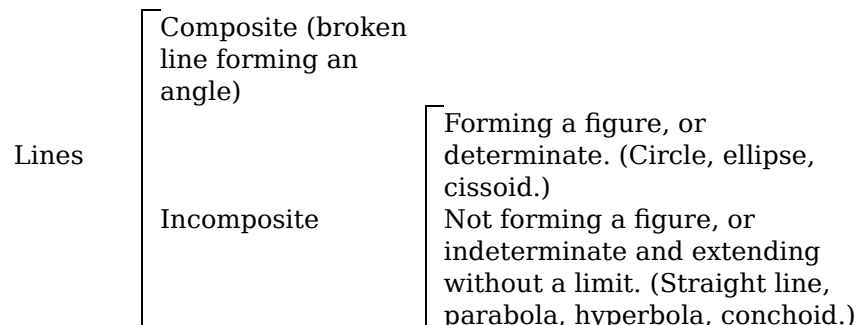 Composite (broken
line forming an
angle)
Lines
Forming a figure, or
determinate. (Circle, ellipse,
cissoid.)
Incomposite
Not forming a figure, or
indeterminate and extending
without a limit. (Straight line,
parabola, hyperbola, conchoid.)